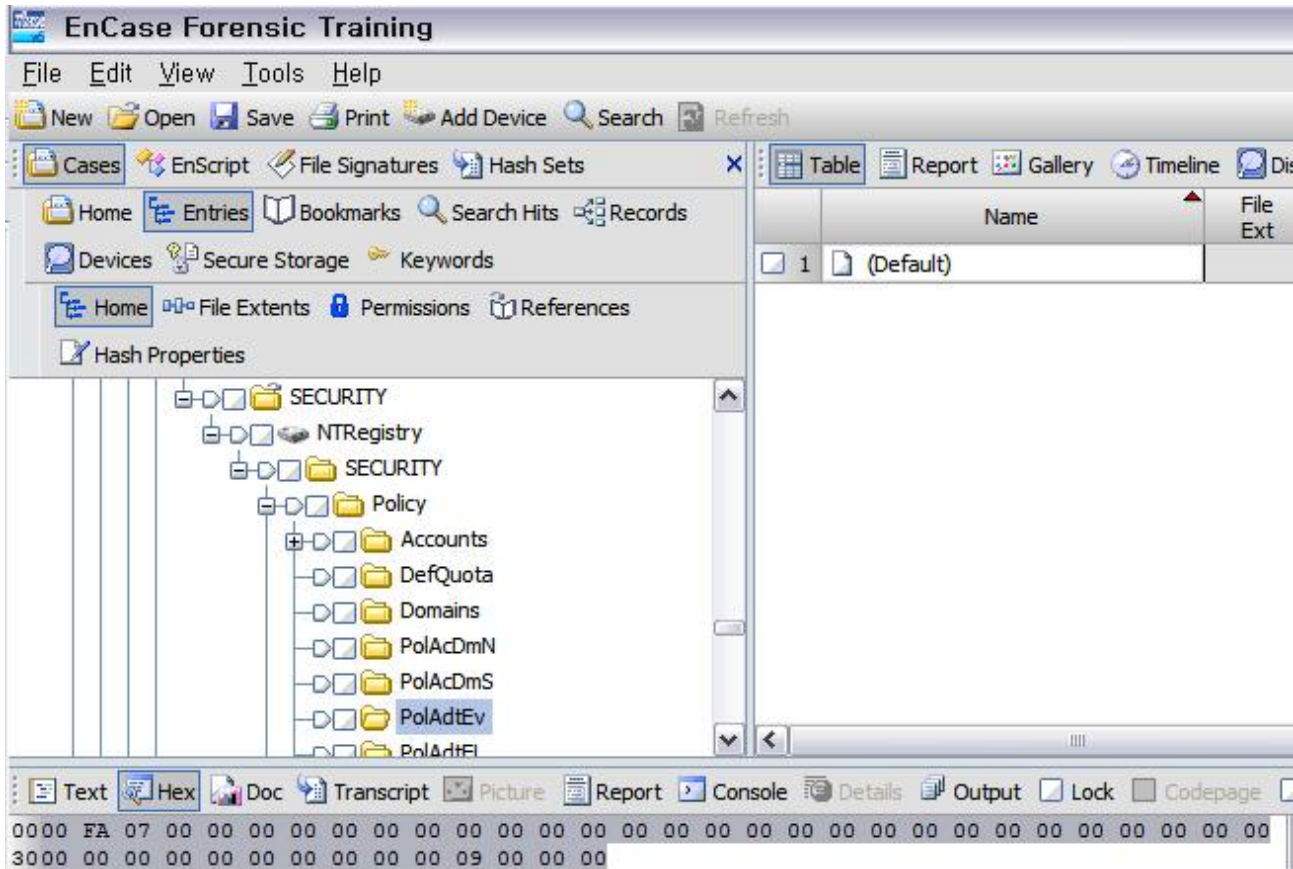 EnCase Forensic Training
File Edit View Tools Help
New Open Save Print Add Device Search Refresh
Cases EnScript File Signatures Hash Sets
Home Entries Bookmarks Search Hits Records
Devices Secure Storage Keywords
Home File Extents Permissions References
Hash Properties
SECURITY
NTRegistry
SECURITY
Policy
Accounts
DefQuota
Domains
PolAcDmN
PolAcDmS
PolAdtEv
Table Report Gallery Timeline
Name File Ext
1 (Default)
Text Hex Doc Transcript Picture Report Console Details Output Lock Codepage
0000 FA 07 00 00 00 00 00 00 00 00 00 00 00 00 00 00 00 00 00 00 00 00 00 00 00 00 00 00 00 00
3000 00 00 00 00 00 00 00 00 00 09 00 00 00